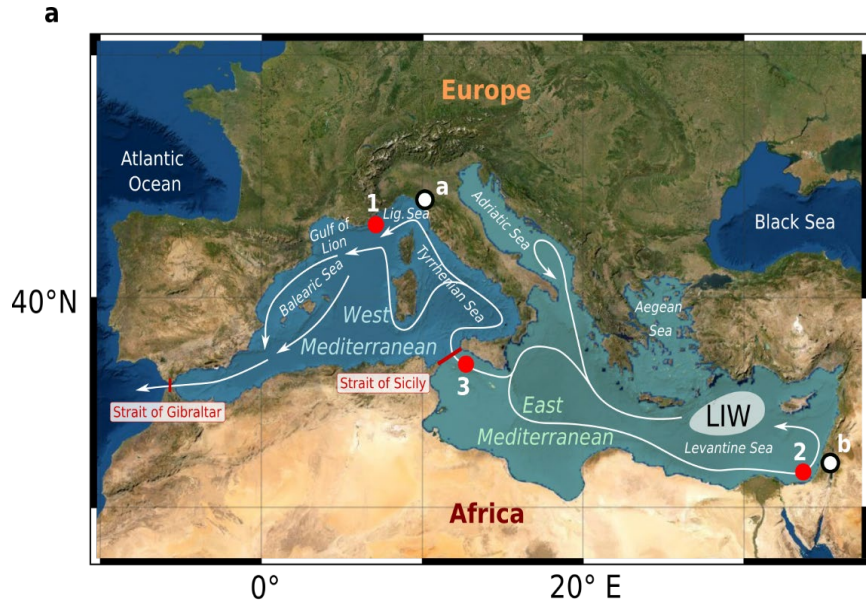 a
Europe
Atlantic
Ocean
Black Sea
a
1
Lig. Sea
Gulf of
Lion
Adriatic Sea
Tyrrhenian Sea
Balearic Sea
40°N
Aegean
Sea
West
Mediterranean
Strait of Sicily
3
Strait of Gibraltar
East
Mediterranean
LIW
Levantine Sea
2
b
Africa
0°
20° E